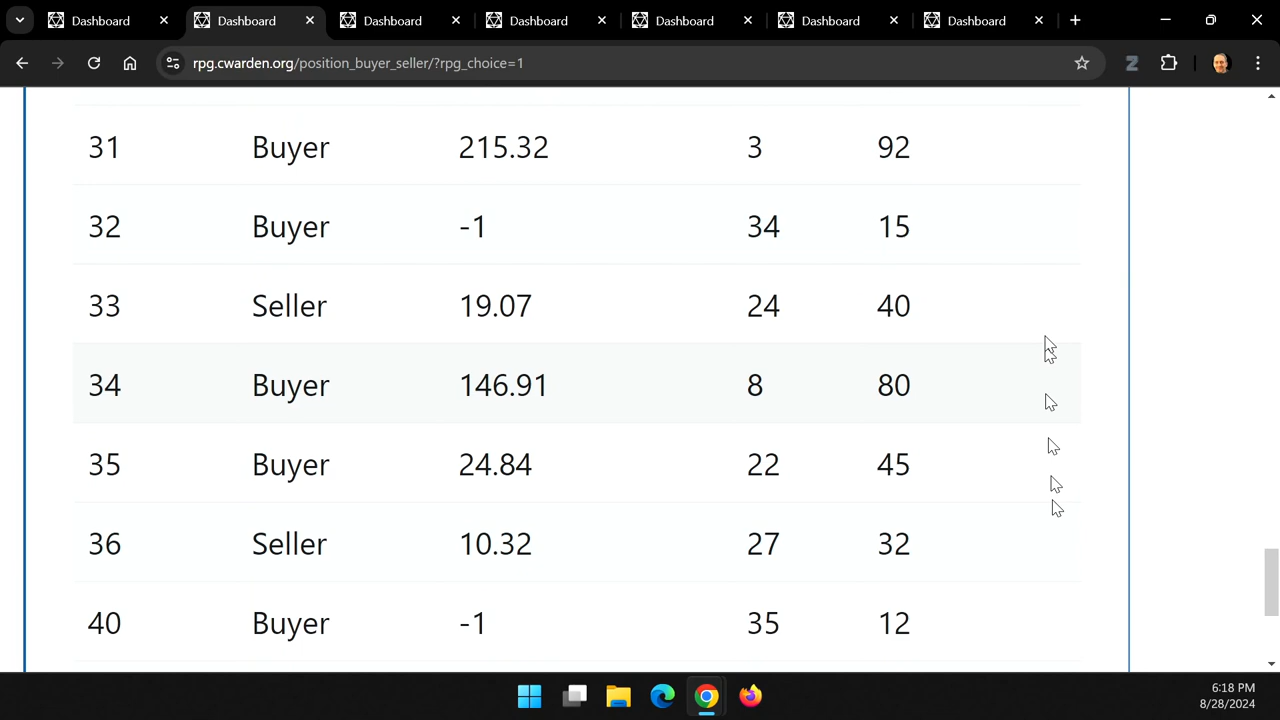 Dashboard Dashboard Dashboard Dashboard Dashboard Dashboard Dashboard
rpg.cwarden.org/position_buyer_seller/?rpg_choice=1
31 Buyer 215.32 3 92
32 Buyer -1 34 15
33 Seller 19.07 24 40
34 Buyer 146.91 8 80
35 Buyer 24.84 22 45
36 Seller 10.32 27 32
40 Buyer -1 35 12
6:18 PM
8/28/2024